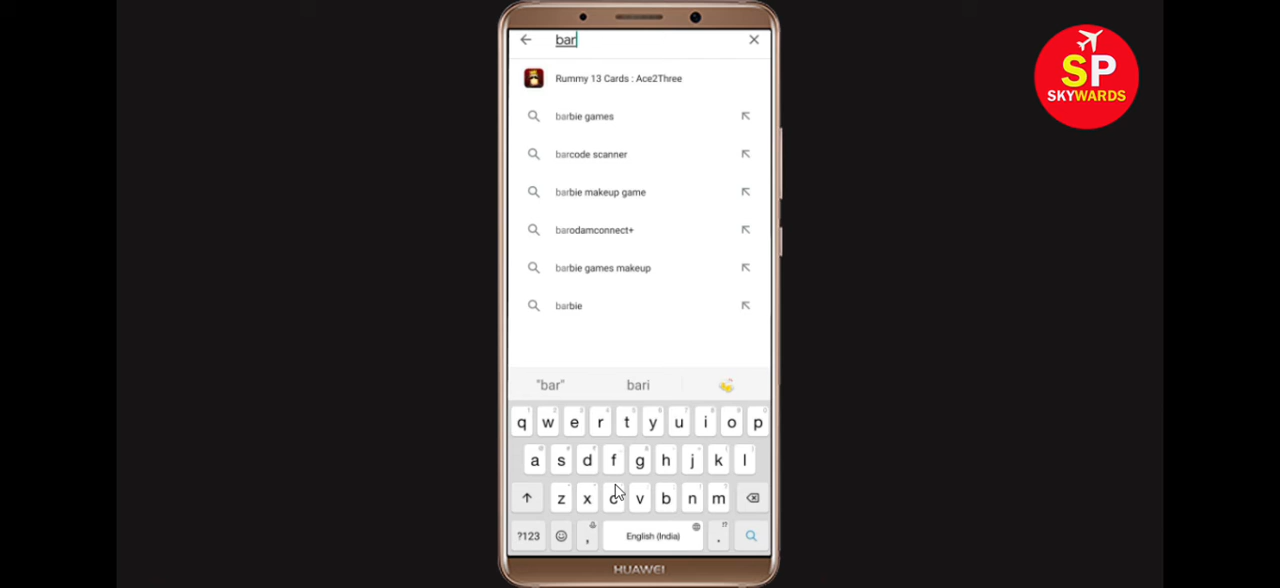 bar
Rummy 13 Cards : Ace2Three
barbie games
barcode scanner
barbie makeup game
barodamconnect+
barbie games makeup
barbie
"bar" bari
q w e r t y u i o p
a s d f g h j k l
z x c v b n m
?123 , English (India) .
HUAWEI
SP
SKYWARDS